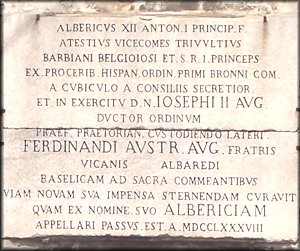 ALBERICVS XII ANTON. I PRINCIP. F.
ATESTIVS VICECOMES TRIVVLTIVS
BARBIANI BELGIOIOSI ET. S. R. I. PRINCEPS
EX. PROCERIB. HISPAN. ORDIN PRIMI BRONNI COM.
A CVBICVLO A CONSILIIS SECRETIOR.
ET. IN EXERCITV D. N. IOSEPHI II AVG
DVCTOR ORDINVM
PRAEF. PRAETORIAN. CVSTODIENDO LATERI
FERDINANDI AVSTR. AVG. FRATRIS
VICANIS ALBAREDI
BASELICAM AD SACRA COMMEANTIBVS
VIAM NOVAM SVA IMPENSA STERNENDAM CVRAVIT
QVAM EX NOMINE SVO ALBERICIAM
APPELLARI PASSVS. EST. A. MDCCLXXXVIII